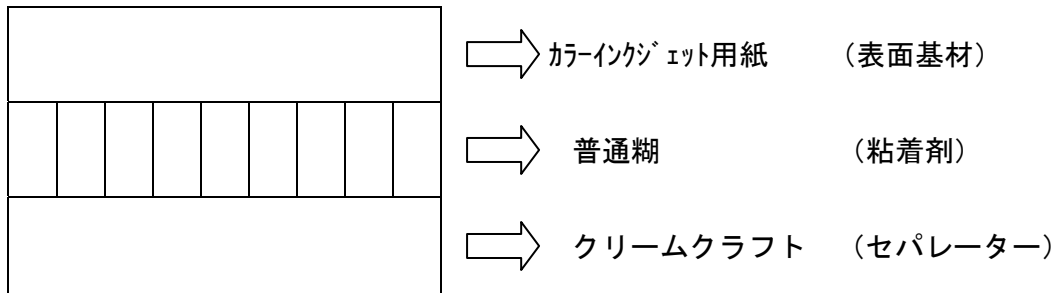 ｶﾗｰｲﾝｸｼﾞｪｯﾄ用紙 （表面基材）
普通糊 （粘着剤）
クリームクラフト （セパレーター）